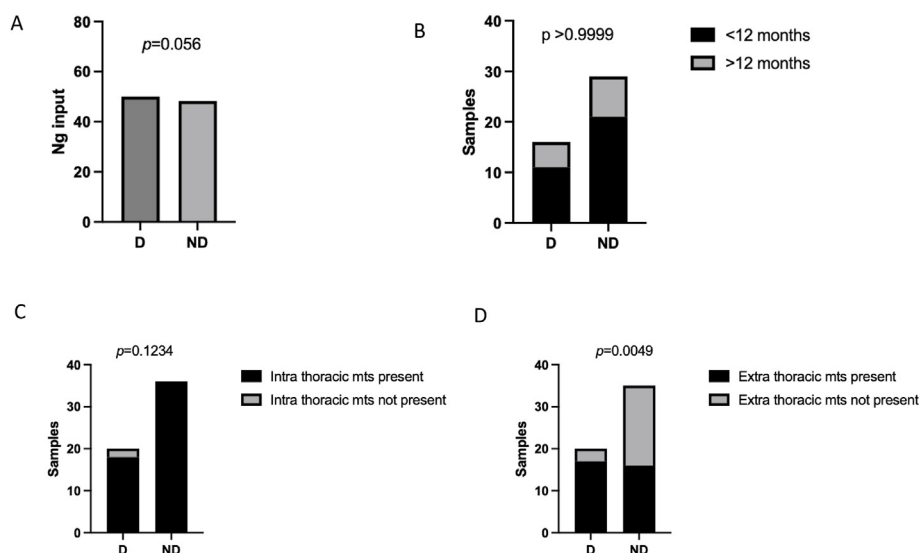 A
p=0.056
Ng input
80
60
40
20
0
D
ND
B
p >0.9999
Samples
40
30
20
10
0
D
ND
<12 months
>12 months
C
p=0.1234
Samples
40
30
20
10
0
D
ND
Intra thoracic mts present
Intra thoracic mts not present
D
p=0.0049
Samples
40
30
20
10
0
D
ND
Extra thoracic mts present
Extra thoracic mts not present